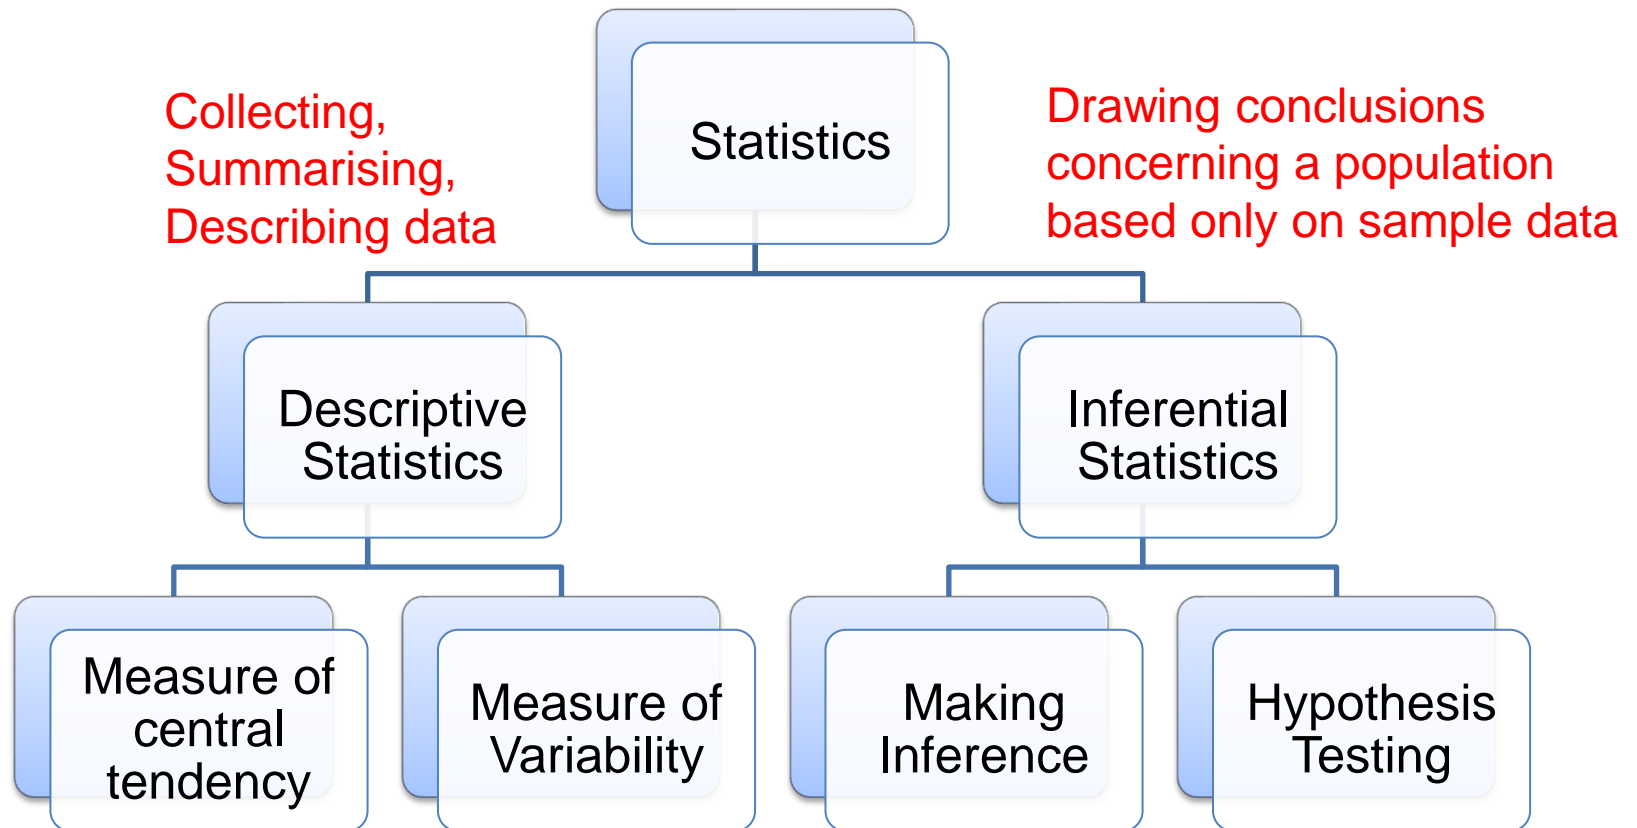 Statistics
Collecting,
Summarising,
Describing data
Drawing conclusions
concerning a population
based only on sample data
Descriptive
Statistics
Inferential
Statistics
Measure of
central
tendency
Measure of
Variability
Making
Inference
Hypothesis
Testing